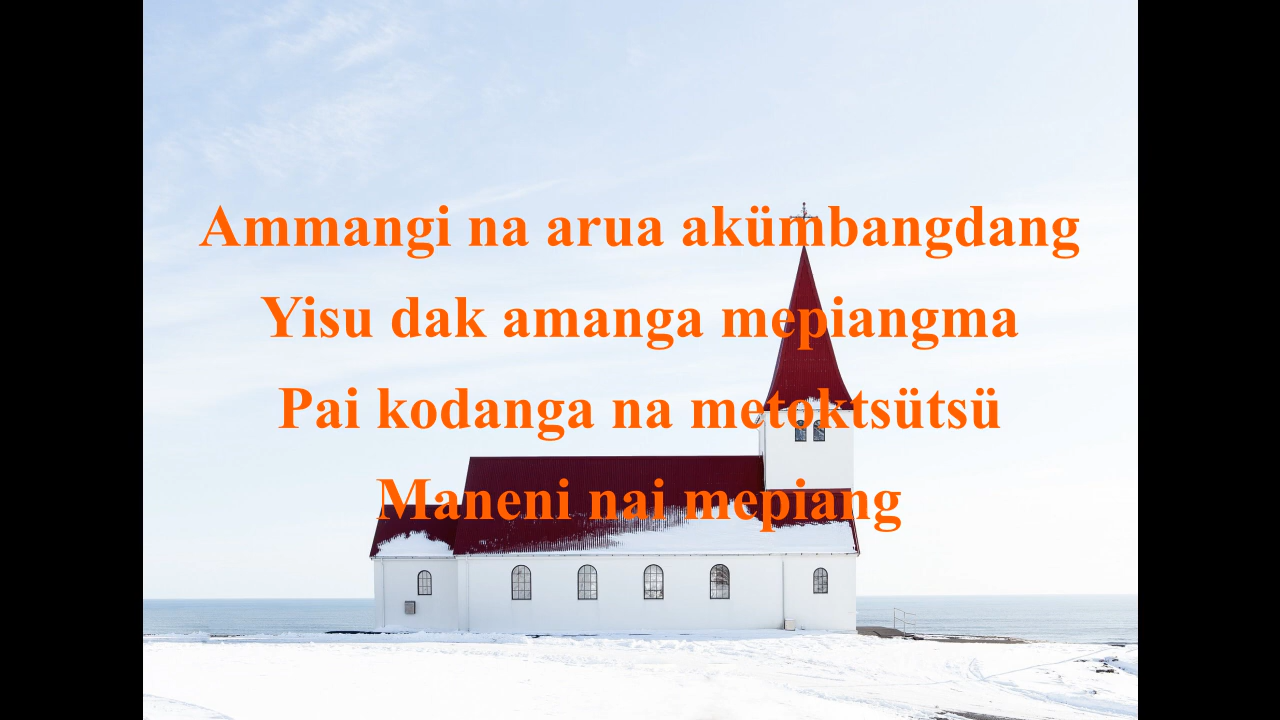 Ammangi na arua akümbangdang
Yisu dak amanga mepiangma
Pai kodanga na metoktsütsü
Maneni nai mepiang